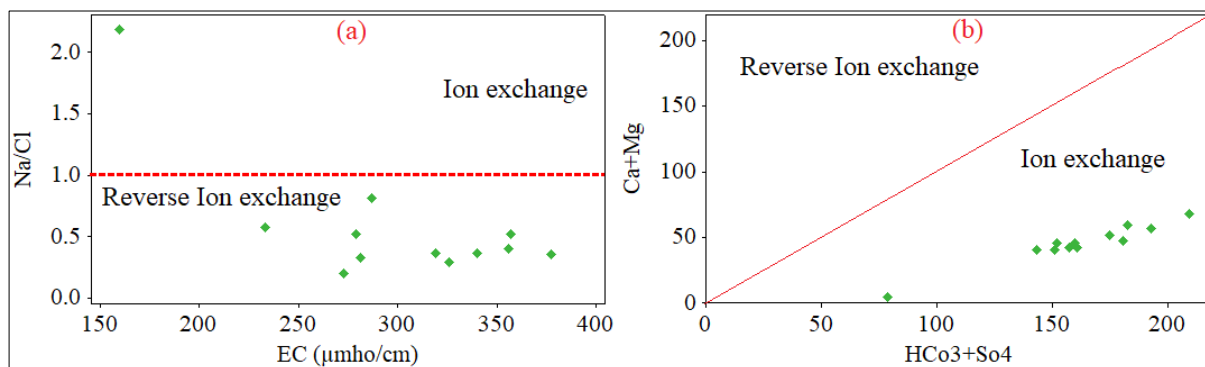 (a)
2.0
Ion exchange
1.5
Na/Cl
1.0
Reverse Ion exchange
0.5
0.0
150 200 250 300 350 400
EC (µmho/cm)
(b)
200
Reverse Ion exchange
150
Ca+Mg
Ion exchange
100
50
0
0 50 100 150 200
HCo3+So4